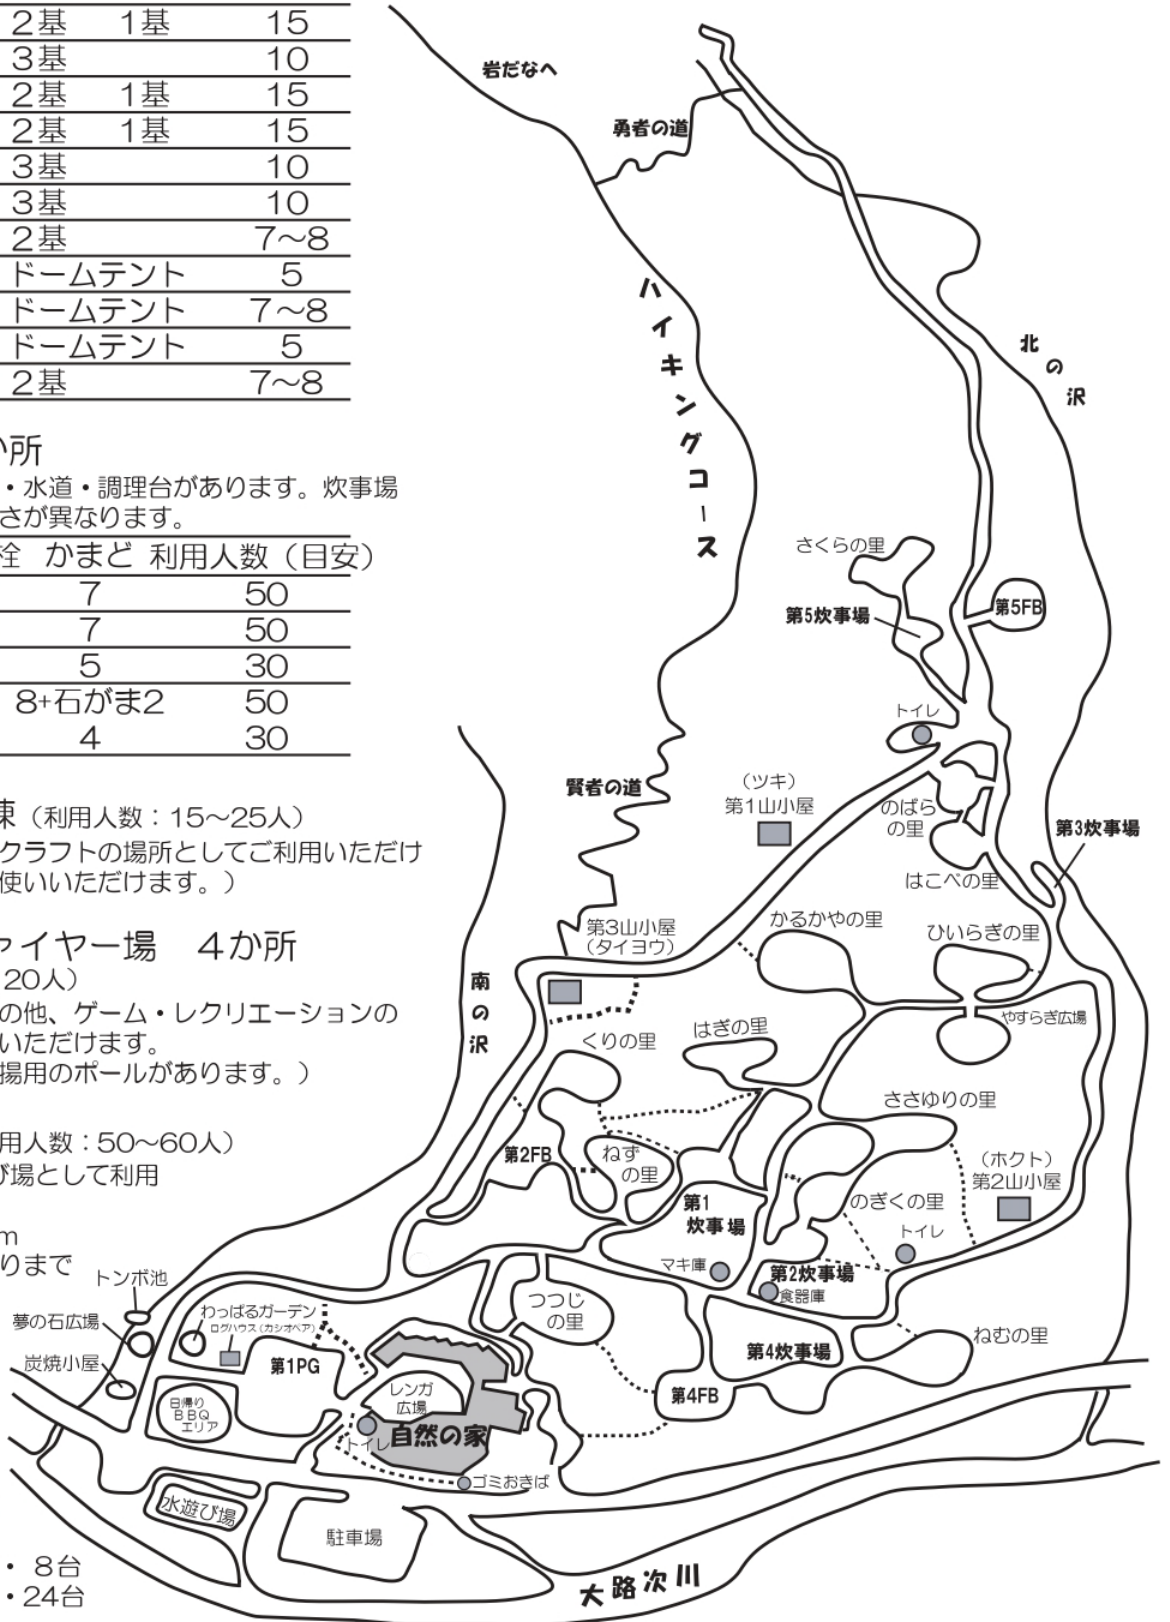 2基 1基 15
3基 10
2基 1基 15
2基 1基 15
3基 10
3基 10
2基 7〜8
ドームテント 5
ドームテント 7〜8
ドームテント 5
2基 7〜8
か所
・水道・調理台があります。炊事場
さが異なります。
栓 かまど 利用人数（目安）
7 50
7 50
5 30
8+石がま2 50
4 30
棟（利用人数：15〜25人）
クラフトの場所としてご利用いただけ
使いいただけます。）
ァイヤー場 4か所
20人）
の他、ゲーム・レクリエーションの
いただけます。
揚用のポールがあります。）
用人数：50〜60人）
び場として利用
m
りまで
・ 8台
・24台
岩だなへ
勇者の道
ハイキングコース
北の沢
さくらの里
第5炊事場
第5FB
トイレ
賢者の道
（ツキ）
第1山小屋
のばら
の里
第3炊事場
はこべの里
第3山小屋
（タイヨウ）
かるかやの里
ひいらぎの里
南の沢
やすらぎ広場
はぎの里
くりの里
ささゆりの里
第2FB
ねず
の里
（ホクト）
第2山小屋
第1
炊事場
のぎくの里
トイレ
マキ庫
第2炊事場
食器庫
トンボ池
夢の石広場
わっぱるガーデン
ログハウス（カシオペア）
つつじ
の里
ねむの里
炭焼小屋
第1PG
第4炊事場
レンガ
広場
第4FB
日帰り
BBQ
エリア
自然の家
トイレ
ゴミおきば
水遊び場
駐車場
大路次川